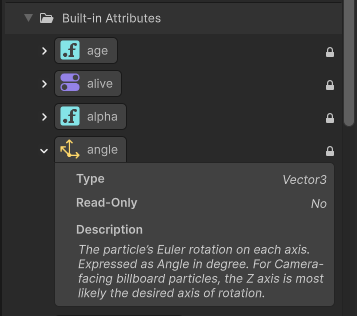 Built-in Attributes
.f age
alive
.f alpha
angle
Type Vector3
Read-Only No
Description
The particle's Euler rotation on each axis.
Expressed as Angle in degree. For Camera-
facing billboard particles, the Z axis is most
likely the desired axis of rotation.